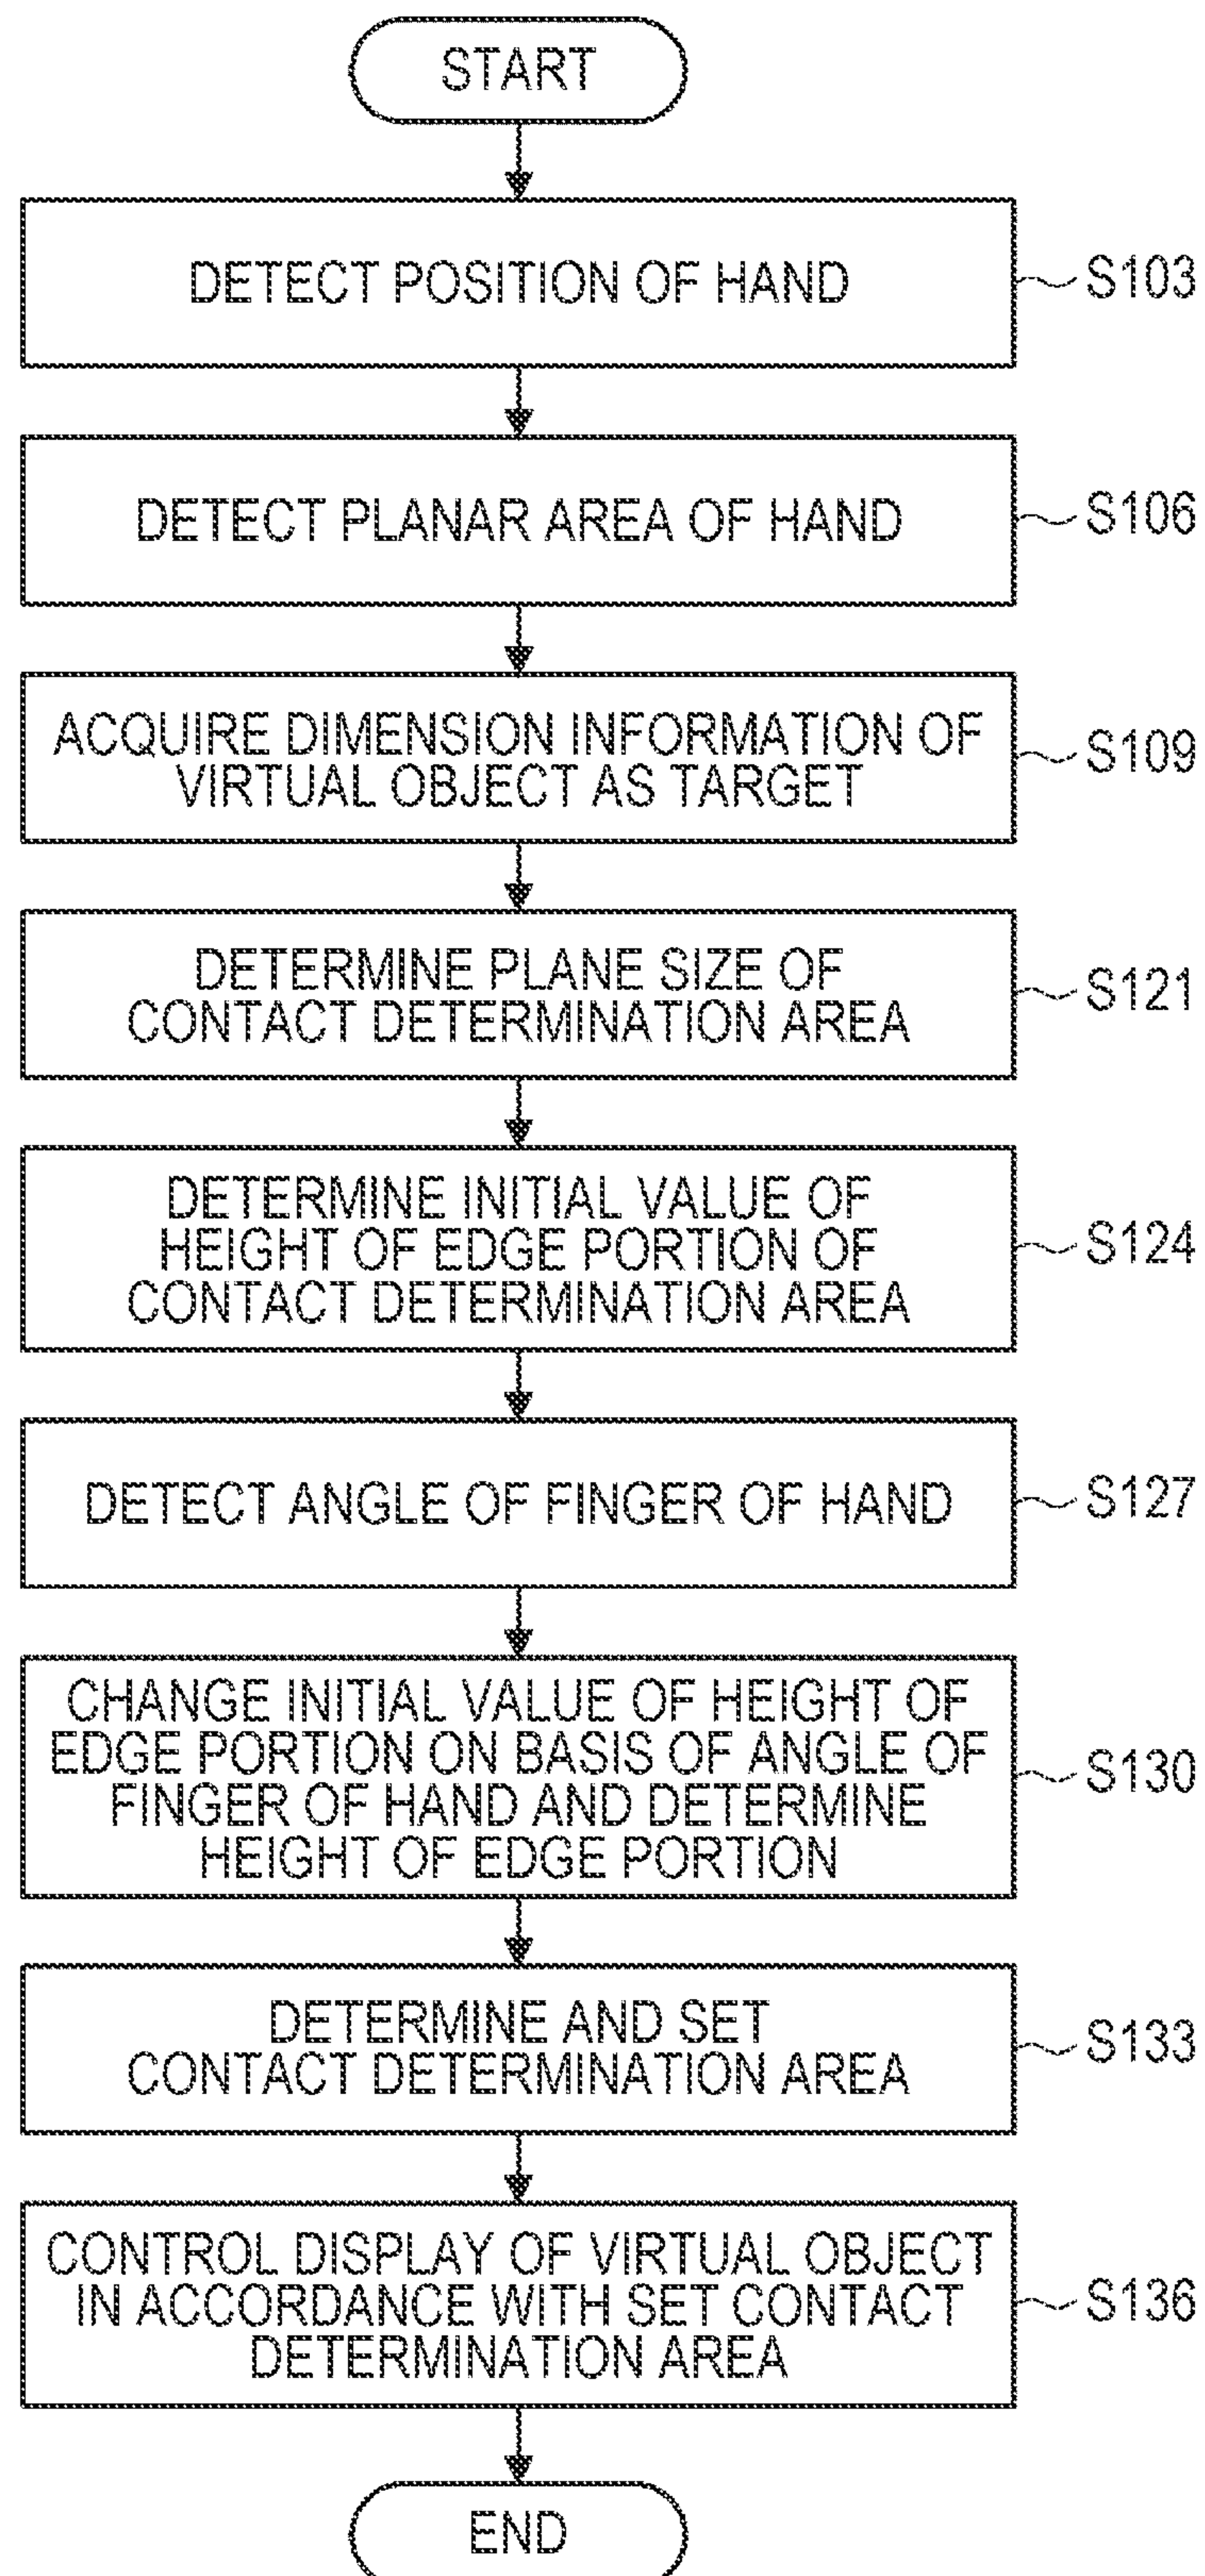 START
DETECT POSITION OF HAND
S103
DETECT PLANAR AREA OF HAND
S106
ACQUIRE DIMENSION INFORMATION OF
VIRTUAL OBJECT AS TARGET
S109
DETERMINE PLANE SIZE OF
CONTACT DETERMINATION AREA
S121
DETERMINE INITIAL VALUE OF
HEIGHT OF EDGE PORTION OF
CONTACT DETERMINATION AREA
S124
DETECT ANGLE OF FINGER OF HAND
S127
CHANGE INITIAL VALUE OF HEIGHT OF
EDGE PORTION ON BASIS OF ANGLE OF
FINGER OF HAND AND DETERMINE
HEIGHT OF EDGE PORTION
S130
DETERMINE AND SET
CONTACT DETERMINATION AREA
S133
CONTROL DISPLAY OF VIRTUAL OBJECT
IN ACCORDANCE WITH SET CONTACT
DETERMINATION AREA
S136
END